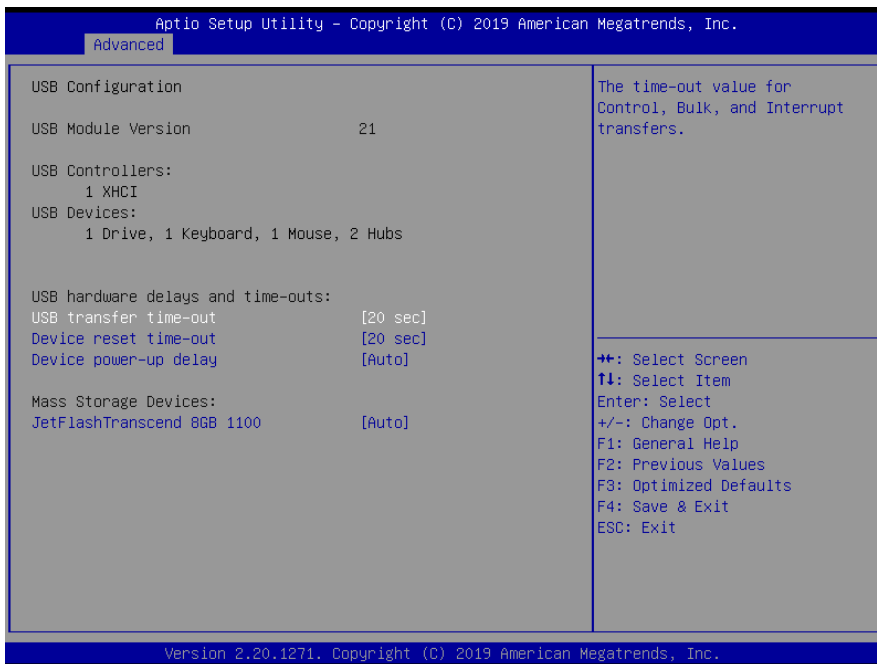 Aptio Setup Utility – Copyright (C) 2019 American Megatrends, Inc.
Advanced
USB Configuration
USB Module Version 21
USB Controllers:
1 XHCI
USB Devices:
1 Drive, 1 Keyboard, 1 Mouse, 2 Hubs
USB hardware delays and time-outs:
USB transfer time-out [20 sec]
Device reset time-out [20 sec]
Device power-up delay [Auto]
Mass Storage Devices:
JetFlashTranscend 8GB 1100 [Auto]
The time-out value for
Control, Bulk, and Interrupt
transfers.
→←: Select Screen
↑↓: Select Item
Enter: Select
+/-: Change Opt.
F1: General Help
F2: Previous Values
F3: Optimized Defaults
F4: Save & Exit
ESC: Exit
Version 2.20.1271. Copyright (C) 2019 American Megatrends, Inc.